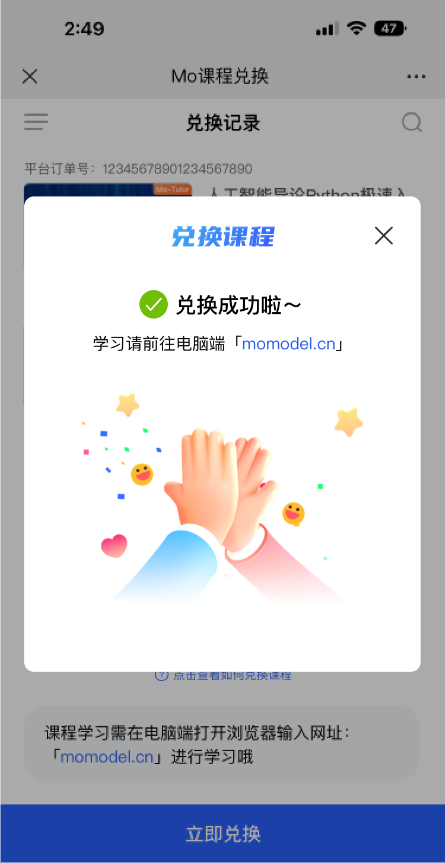 2:49
47
Mo课程兑换
兑换记录
平台订单号：12345678901234567890
Mo-Tutor
人工智能导论Python极速入
兑换课程
兑换成功啦～
学习请前往电脑端「momodel.cn」
点击查看如何兑换课程
课程学习需在电脑端打开浏览器输入网址：
「momodel.cn」进行学习哦
立即兑换